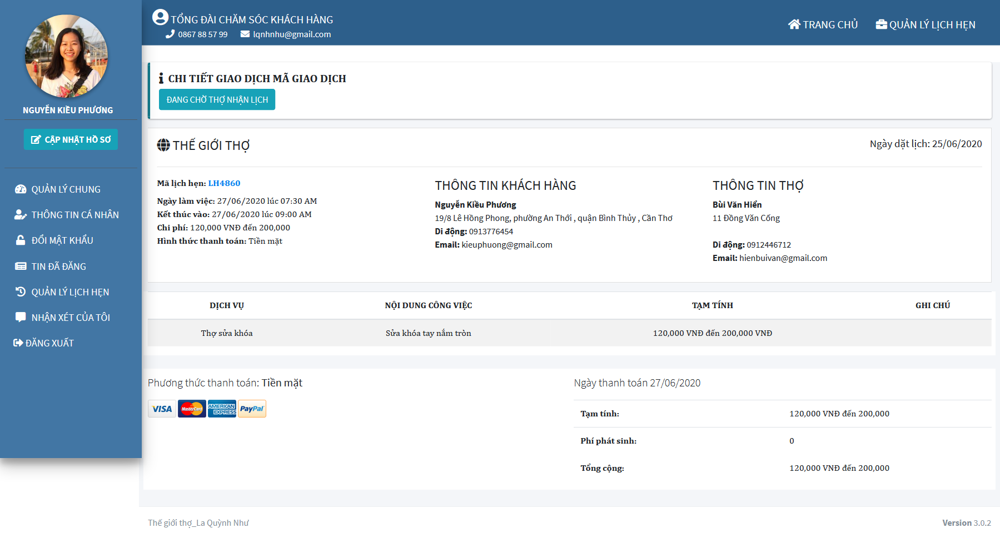 TỔNG ĐÀI CHĂM SÓC KHÁCH HÀNG
0867 88 57 99 lqnhnhu@gmail.com
TRANG CHỦ QUẢN LÝ LỊCH HẸN
NGUYỄN KIỀU PHƯƠNG
CẬP NHẬT HỒ SƠ
QUẢN LÝ CHUNG
THÔNG TIN CÁ NHÂN
ĐỔI MẬT KHẨU
TIN ĐÃ ĐĂNG
QUẢN LÝ LỊCH HẸN
NHẬN XÉT CỦA TÔI
ĐĂNG XUẤT
CHI TIẾT GIAO DỊCH MÃ GIAO DỊCH
ĐANG CHỜ THỢ NHẬN LỊCH
THẾ GIỚI THỢ
Ngày dặt lịch: 25/06/2020
Mã lịch hẹn: LH4860
Ngày làm việc: 27/06/2020 lúc 07:30 AM
Kết thúc vào: 27/06/2020 lúc 09:00 AM
Chi phí: 120,000 VNĐ đến 200,000
Hình thức thanh toán: Tiền mặt
THÔNG TIN KHÁCH HÀNG
Nguyễn Kiều Phương
19/8 Lê Hồng Phong, phường An Thới , quận Bình Thủy , Cần Thơ
Di động: 0913776454
Email: kieuphuong@gmail.com
THÔNG TIN THỢ
Bùi Văn Hiển
11 Đồng Văn Cống
Di động: 0912446712
Email: hienbuivan@gmail.com
DỊCH VỤ NỘI DUNG CÔNG VIỆC TẠM TÍNH GHI CHÚ
Thợ sửa khóa Sửa khóa tay nắm tròn 120,000 VNĐ đến 200,000 VNĐ
Phương thức thanh toán: Tiền mặt
VISA MasterCard AMERICAN EXPRESS PayPal
Ngày thanh toán 27/06/2020
Tạm tính: 120,000 VNĐ đến 200,000
Phí phát sinh: 0
Tổng cộng: 120,000 VNĐ đến 200,000
Thế giới thợ_La Quỳnh Như
Version 3.0.2